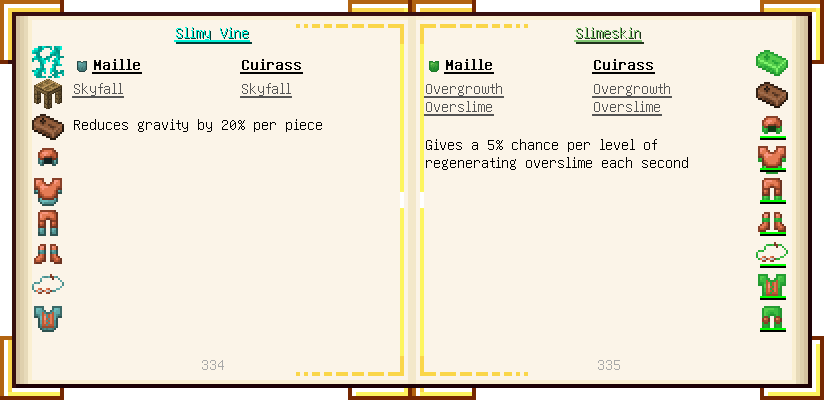 Slimy Vine
Maille Cuirass
Skyfall Skyfall
Reduces gravity by 20% per piece
334
Slimeskin
Maille Cuirass
Overgrowth Overgrowth
Overslime Overslime
Gives a 5% chance per level of
regenerating overslime each second
335